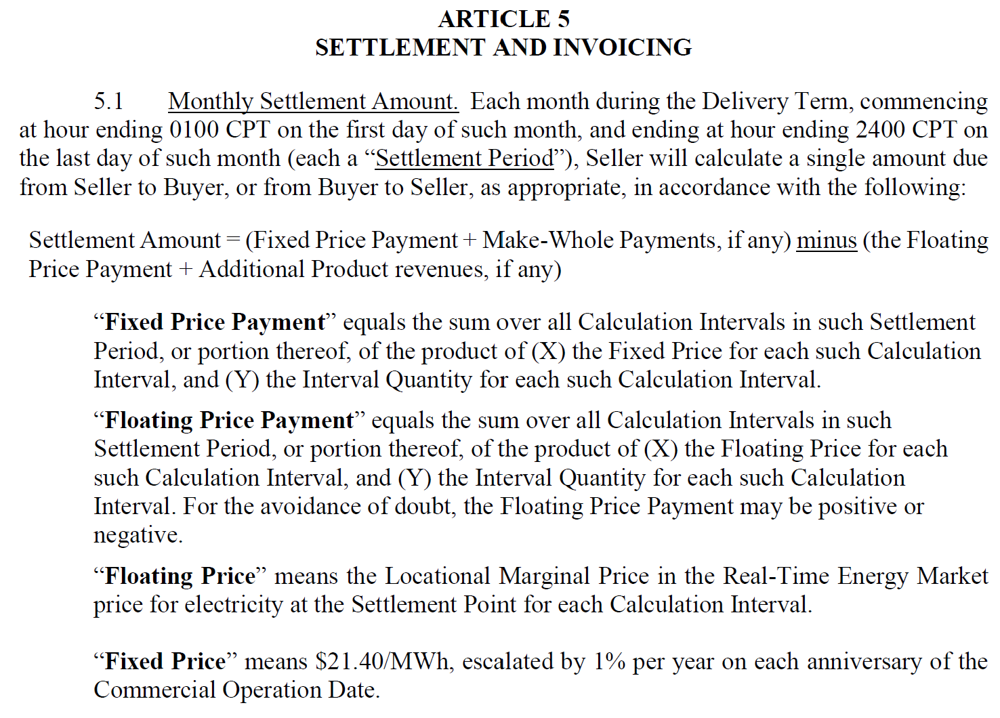 ARTICLE 5
SETTLEMENT AND INVOICING
5.1 Monthly Settlement Amount. Each month during the Delivery Term, commencing
at hour ending 0100 CPT on the first day of such month, and ending at hour ending 2400 CPT on
the last day of such month (each a “Settlement Period”), Seller will calculate a single amount due
from Seller to Buyer, or from Buyer to Seller, as appropriate, in accordance with the following:
Settlement Amount = (Fixed Price Payment + Make-Whole Payments, if any) minus (the Floating
Price Payment + Additional Product revenues, if any)
“Fixed Price Payment” equals the sum over all Calculation Intervals in such Settlement
Period, or portion thereof, of the product of (X) the Fixed Price for each such Calculation
Interval, and (Y) the Interval Quantity for each such Calculation Interval.
“Floating Price Payment” equals the sum over all Calculation Intervals in such
Settlement Period, or portion thereof, of the product of (X) the Floating Price for each
such Calculation Interval, and (Y) the Interval Quantity for each such Calculation
Interval. For the avoidance of doubt, the Floating Price Payment may be positive or
negative.
“Floating Price” means the Locational Marginal Price in the Real-Time Energy Market
price for electricity at the Settlement Point for each Calculation Interval.
“Fixed Price” means $21.40/MWh, escalated by 1% per year on each anniversary of the
Commercial Operation Date.